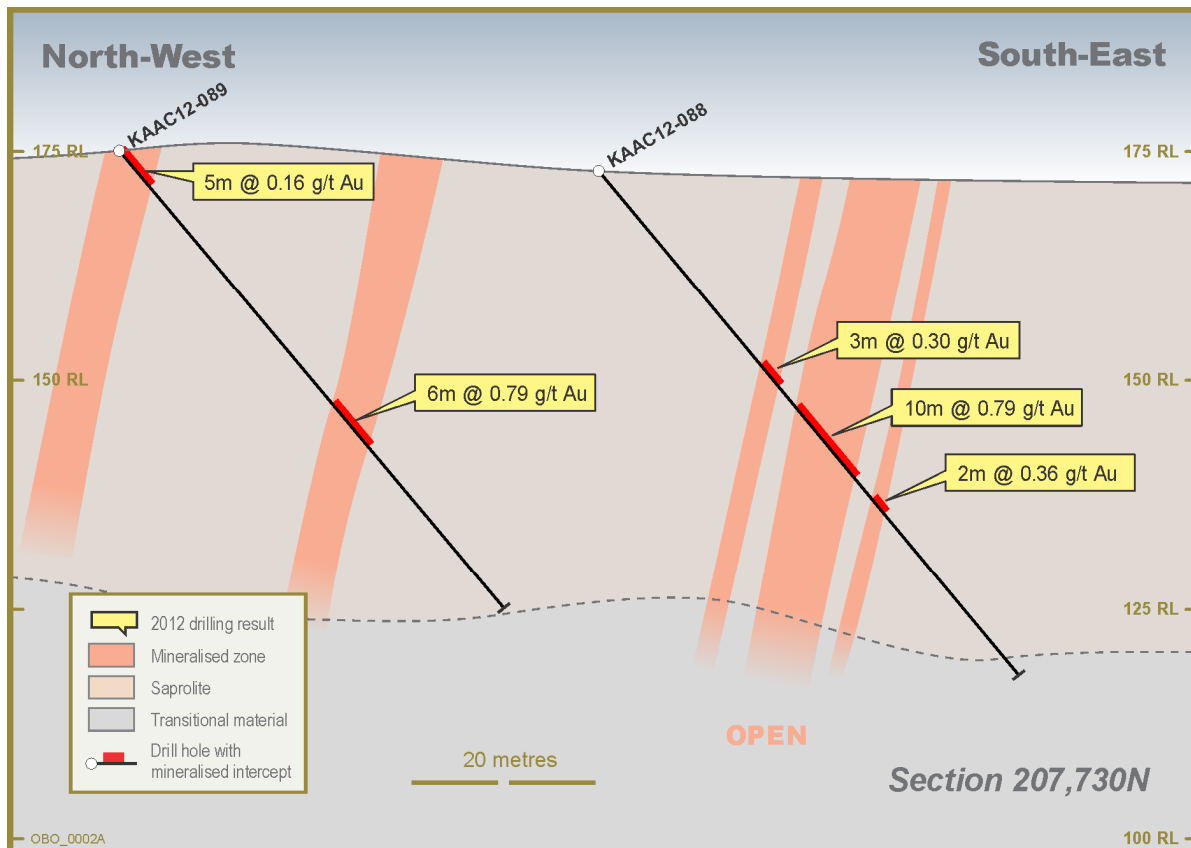 North-West
South-East
KAAC12-089
KAAC12-088
175 RL
175 RL
5m @ 0.16 g/t Au
3m @ 0.30 g/t Au
150 RL
150 RL
6m @ 0.79 g/t Au
10m @ 0.79 g/t Au
2m @ 0.36 g/t Au
125 RL
2012 drilling result
Mineralised zone
Saprolite
Transitional material
Drill hole with
mineralised intercept
OPEN
20 metres
Section 207,730N
OBO_0002A
100 RL